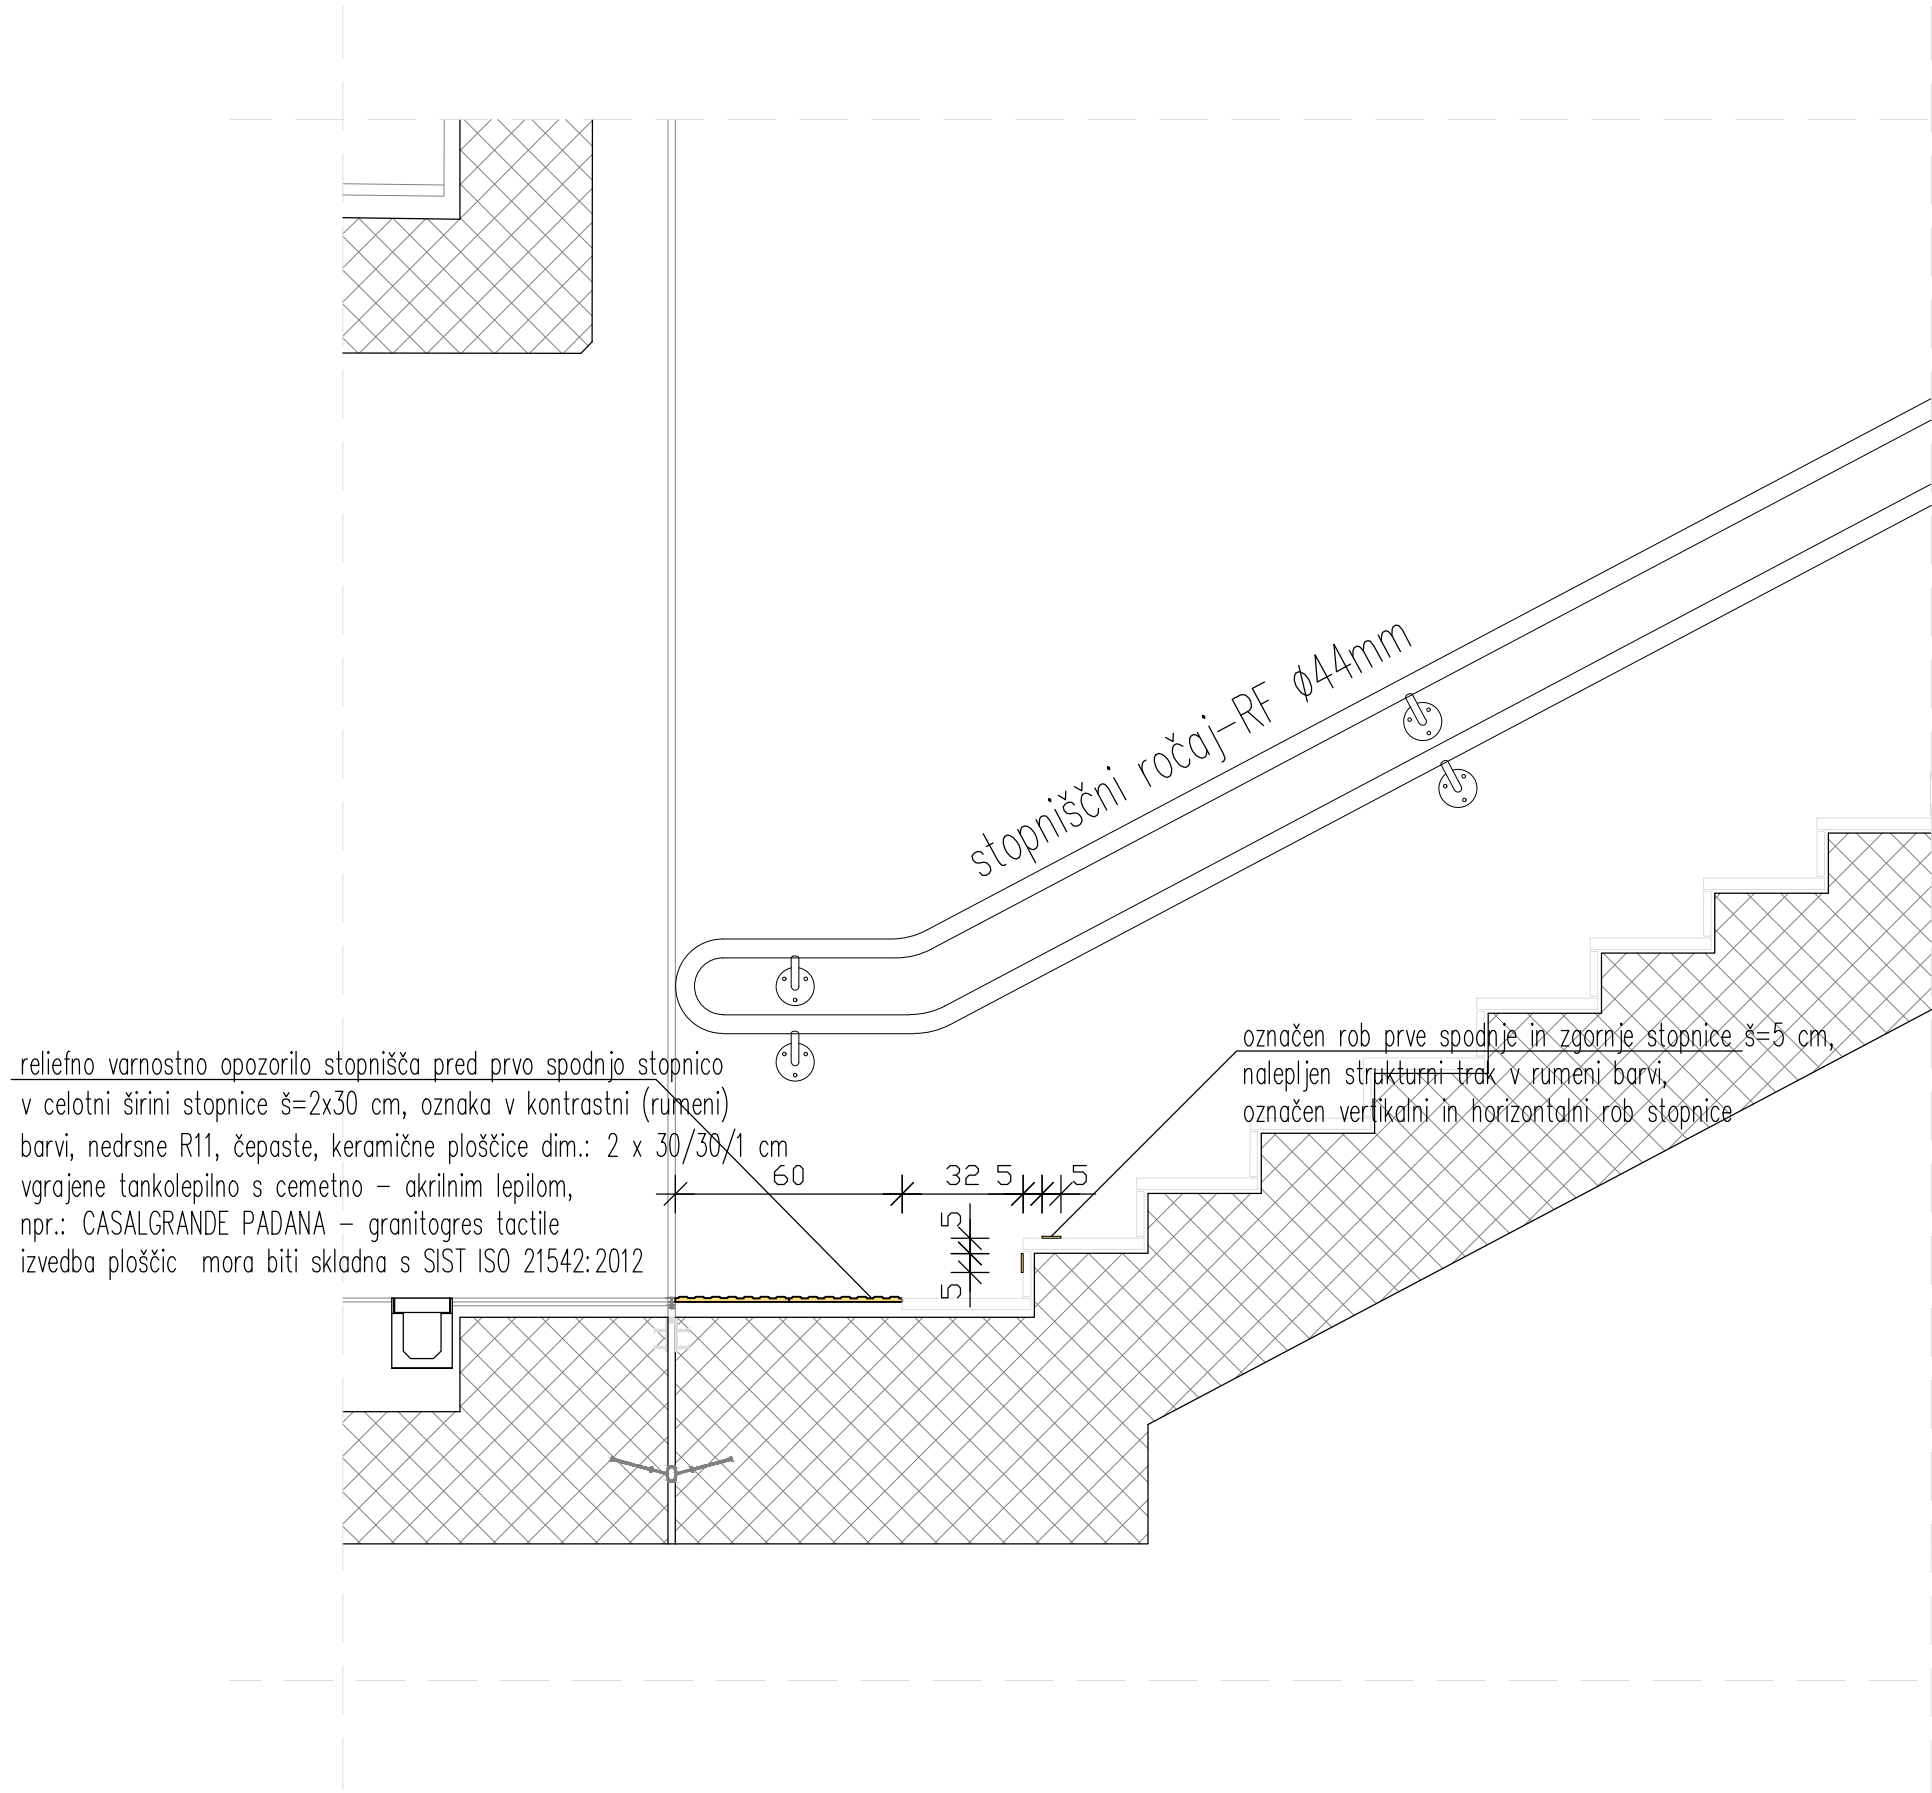 stopniščni ročaj-RF ϕ44mm
reliefno varnostno opozorilo stopnišča pred prvo spodnjo stopnico
v celotni širini stopnice š=2x30 cm, oznaka v kontrastni (rumeni)
barvi, nedrsne R11, čepaste, keramične ploščice dim.: 2 x 30/30/1 cm
vgrajene tankolepilno s cemetno - akrilnim lepilom,
npr.: CASALGRANDE PADANA - granitogres tactile
izvedba ploščic mora biti skladna s SIST ISO 21542:2012
označen rob prve spodnje in zgornje stopnice š=5 cm,
nalepljen strukturni trak v rumeni barvi,
označen vertikalni in horizontalni rob stopnice
60 32 5 5
5
5